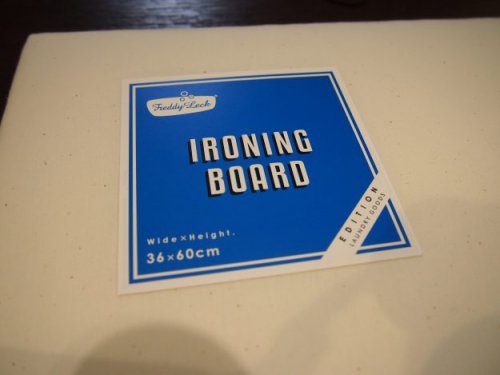 Freddy Leck
IRONING
BOARD
EDITION
LAUNDRY GOODS
Wide×Height.
36×60cm